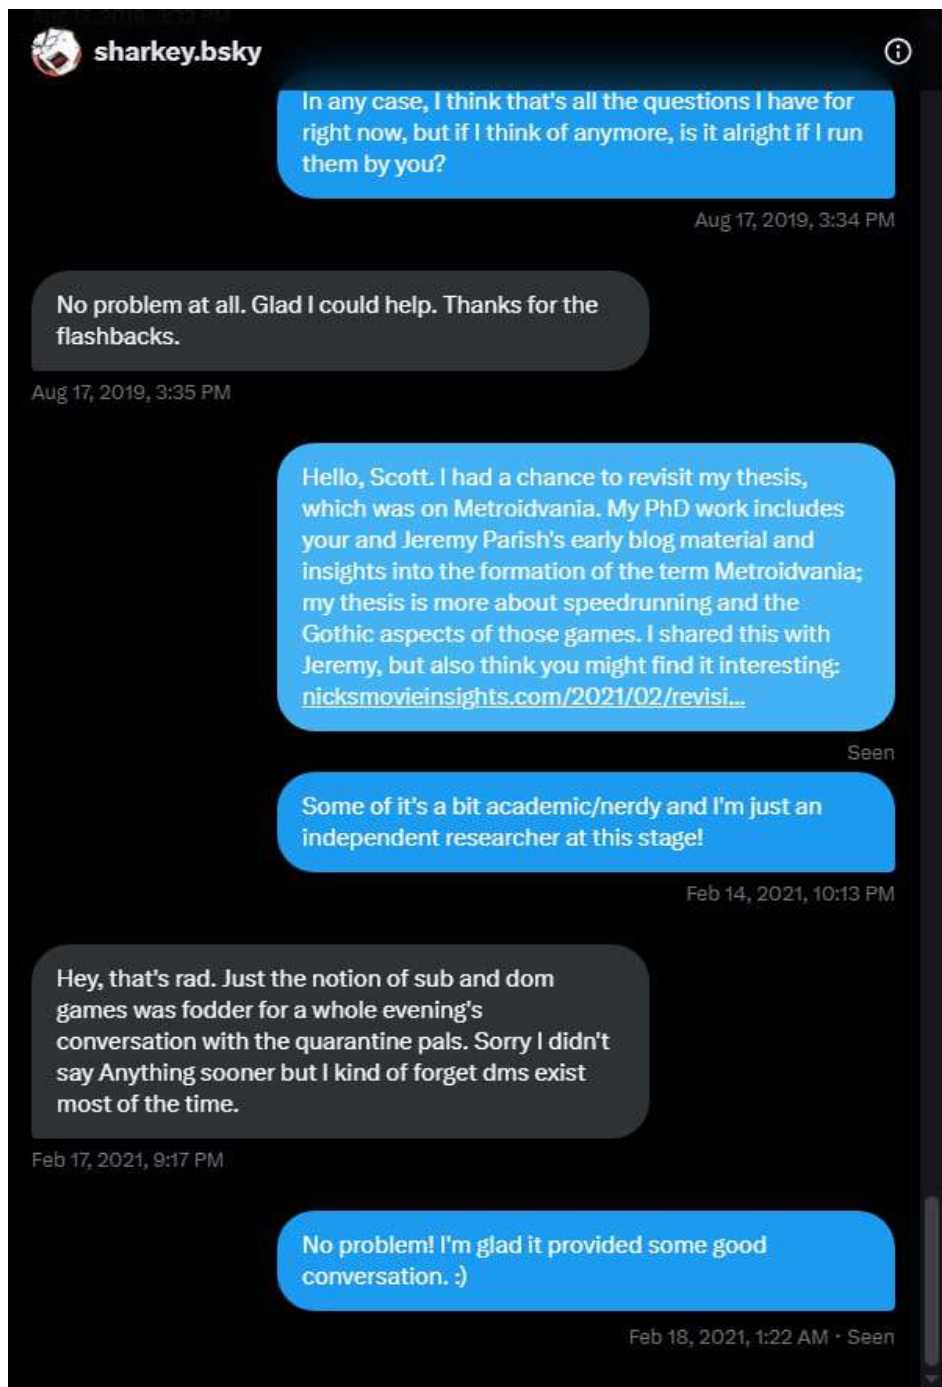 sharkey.bsky
In any case, I think that's all the questions I have for
right now, but if I think of anymore, is it alright if I run
them by you?
Aug 17, 2019, 3:34 PM
No problem at all. Glad I could help. Thanks for the
flashbacks.
Aug 17, 2019, 3:35 PM
Hello, Scott. I had a chance to revisit my thesis,
which was on Metroidvania. My PhD work includes
your and Jeremy Parish's early blog material and
insights into the formation of the term Metroidvania;
my thesis is more about speedrunning and the
Gothic aspects of those games. I shared this with
Jeremy, but also think you might find it interesting:
nicksmovieinsights.com/2021/02/revisi...
Seen
Some of it's a bit academic/nerdy and I'm just an
independent researcher at this stage!
Feb 14, 2021, 10:13 PM
Hey, that's rad. Just the notion of sub and dom
games was fodder for a whole evening's
conversation with the quarantine pals. Sorry I didn't
say Anything sooner but I kind of forget dms exist
most of the time.
Feb 17, 2021, 9:17 PM
No problem! I'm glad it provided some good
conversation. :)
Feb 18, 2021, 1:22 AM · Seen